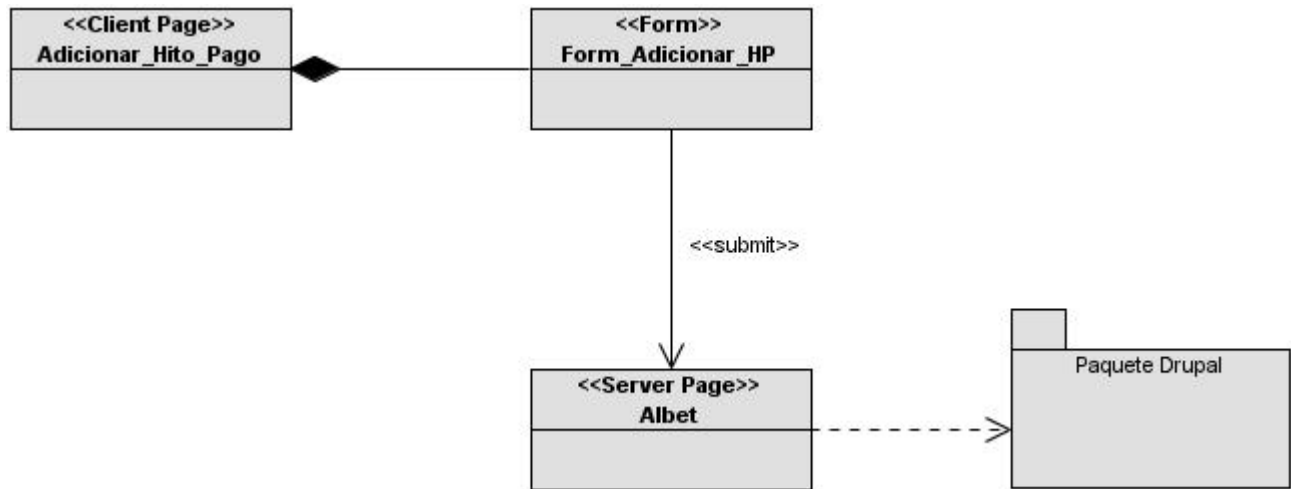 <<Client Page>>
Adicionar_Hito_Pago
<<Form>>
Form_Adicionar_HP
<<submit>>
<<Server Page>>
Albet
Paquete Drupal